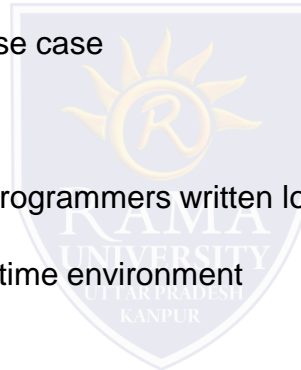 se case
rogrammers written lo
time environment
R
RAMA
UNIVERSITY
UTTAR PRADESH
KANPUR